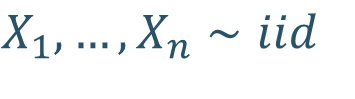 X₁, … , Xₙ ~ iid